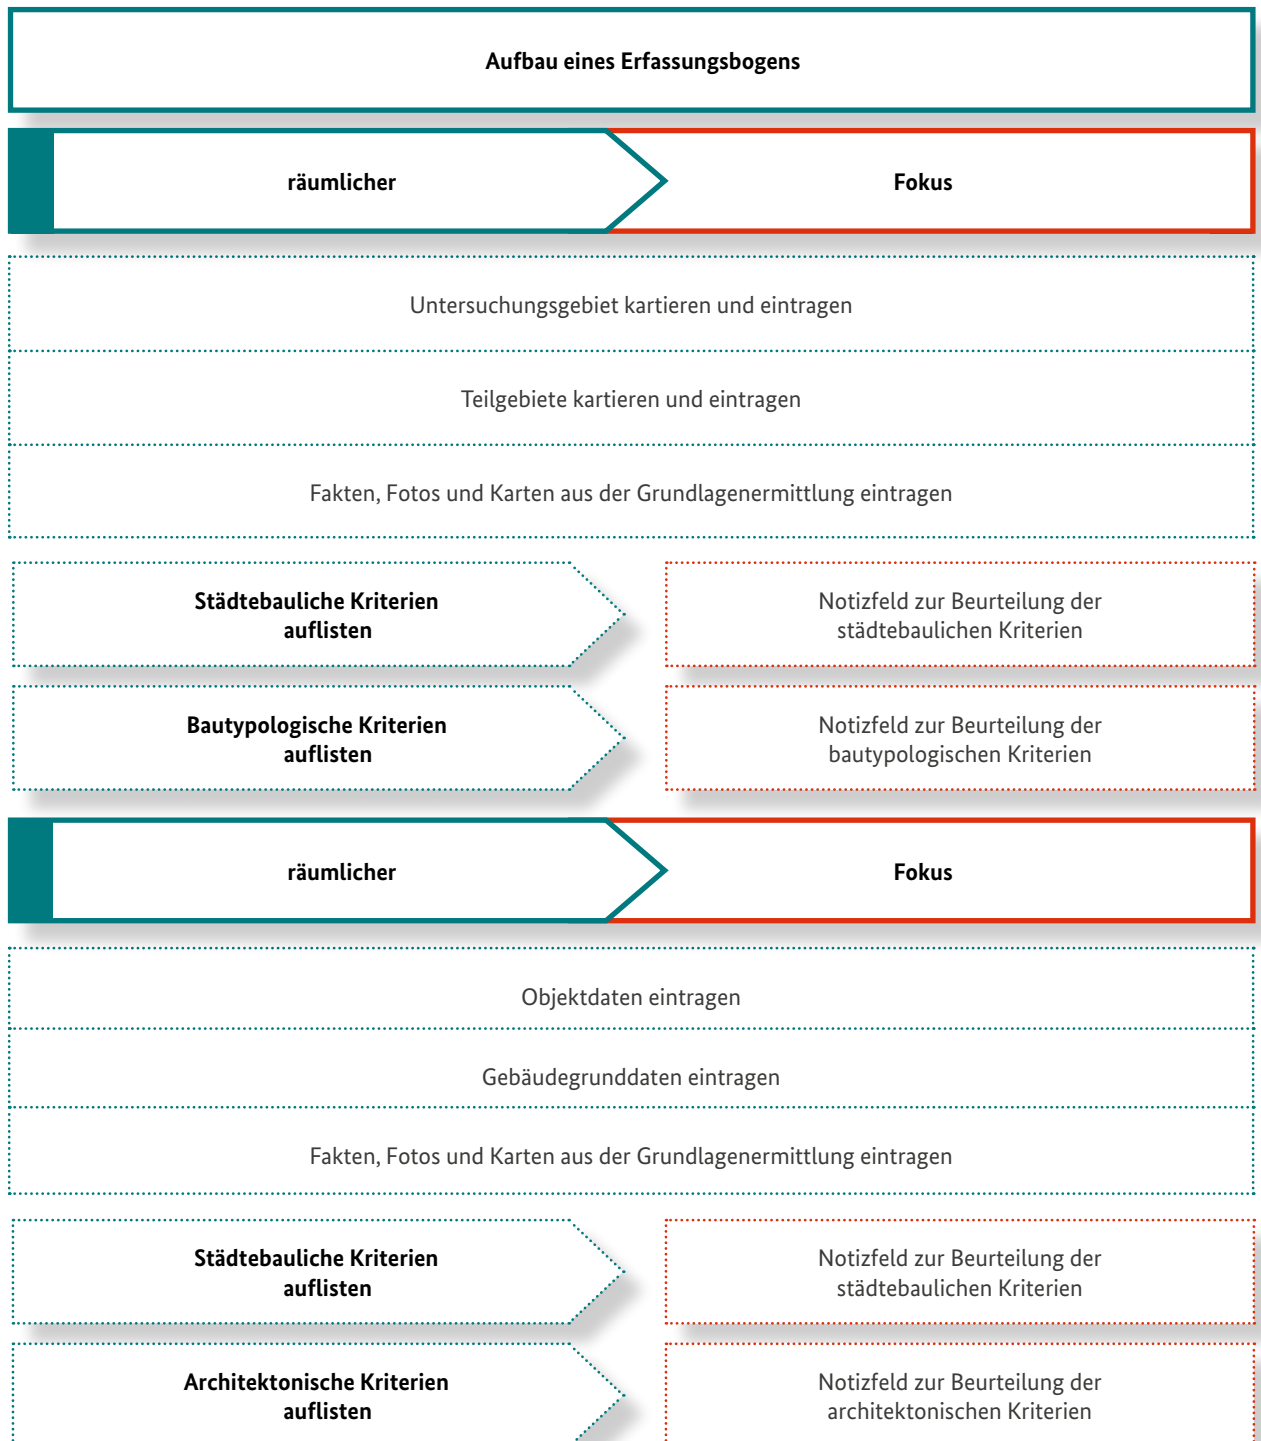 Aufbau eines Erfassungsbogens
räumlicher
Fokus
Untersuchungsgebiet kartieren und eintragen
Teilgebiete kartieren und eintragen
Fakten, Fotos und Karten aus der Grundlagenermittlung eintragen
Städtebauliche Kriterien
auflisten
Notizfeld zur Beurteilung der
städtebaulichen Kriterien
Bautypologische Kriterien
auflisten
Notizfeld zur Beurteilung der
bautypologischen Kriterien
räumlicher
Fokus
Objektdaten eintragen
Gebäudegrunddaten eintragen
Fakten, Fotos und Karten aus der Grundlagenermittlung eintragen
Städtebauliche Kriterien
auflisten
Notizfeld zur Beurteilung der
städtebaulichen Kriterien
Architektonische Kriterien
auflisten
Notizfeld zur Beurteilung der
architektonischen Kriterien